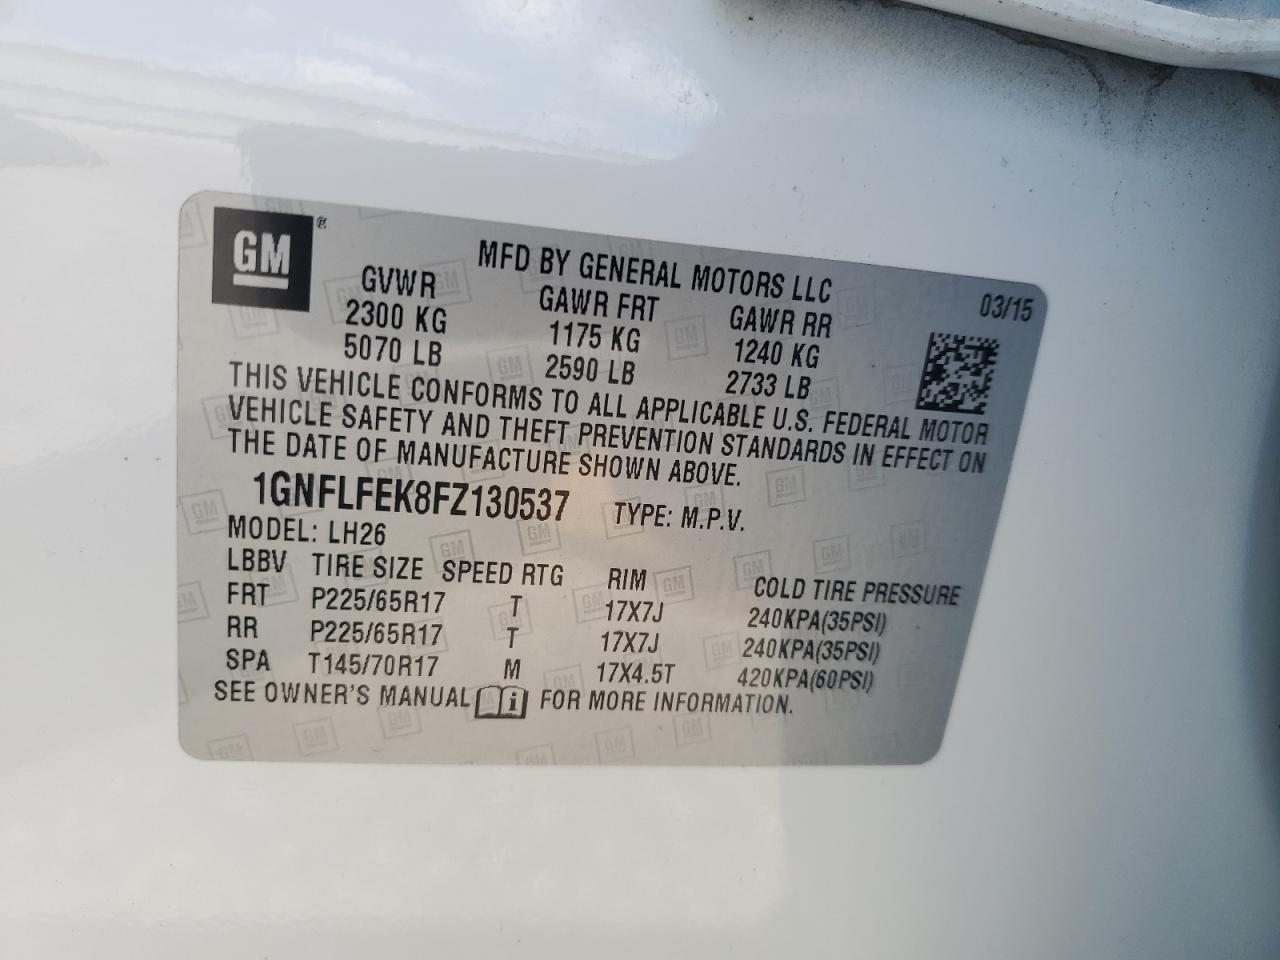 GM ®
MFD BY GENERAL MOTORS LLC 03/15
GVWR GAWR FRT GAWR RR
2300 KG 1175 KG 1240 KG
5070 LB 2590 LB 2733 LB
THIS VEHICLE CONFORMS TO ALL APPLICABLE U.S. FEDERAL MOTOR
VEHICLE SAFETY AND THEFT PREVENTION STANDARDS IN EFFECT ON
THE DATE OF MANUFACTURE SHOWN ABOVE.
1GNFLFEK8FZ130537 TYPE: M.P.V.
MODEL: LH26
LBBV TIRE SIZE SPEED RTG RIM COLD TIRE PRESSURE
FRT P225/65R17 T 17X7J 240KPA(35PSI)
RR P225/65R17 T 17X7J 240KPA(35PSI)
SPA T145/70R17 M 17X4.5T 420KPA(60PSI)
SEE OWNER'S MANUAL i FOR MORE INFORMATION.